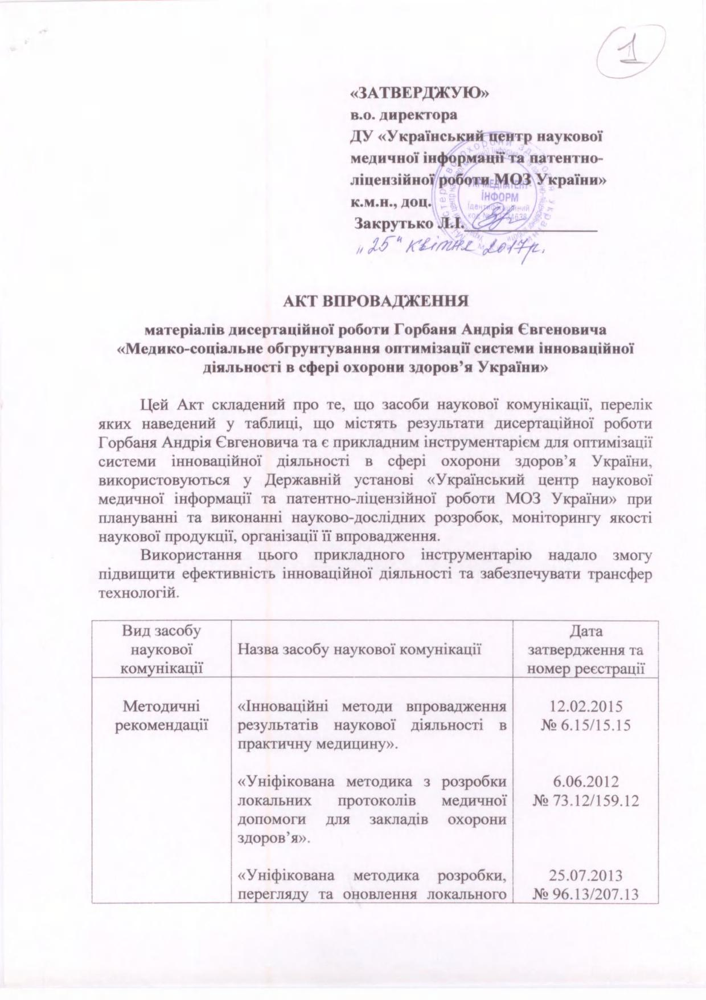 1
«ЗАТВЕРДЖУЮ»
в.о. директора
ДУ «Український центр наукової
медичної інформації та патентно-
ліцензійної роботи МОЗ України»
к.м.н., доц.
Закрутько Л.І.
УКРМЕДПАТЕНТ-
ІНФОРМ
Ідентифікаційний
код №
„25" квітня 2017р.
АКТ ВПРОВАДЖЕННЯ
матеріалів дисертаційної роботи Горбаня Андрія Євгеновича
«Медико-соціальне обгрунтування оптимізації системи інноваційної
діяльності в сфері охорони здоров’я України»
Цей Акт складений про те, що засоби наукової комунікації, перелік
яких наведений у таблиці, що містять результати дисертаційної роботи
Горбаня Андрія Євгеновича та є прикладним інструментарієм для оптимізації
системи інноваційної діяльності в сфері охорони здоров’я України,
використовуються у Державній установі «Український центр наукової
медичної інформації та патентно-ліцензійної роботи МОЗ України» при
плануванні та виконанні науково-дослідних розробок, моніторингу якості
наукової продукції, організації її впровадження.
Використання цього прикладного інструментарію надало змогу
підвищити ефективність інноваційної діяльності та забезпечувати трансфер
технологій.
Вид засобу
наукової
комунікації
Назва засобу наукової комунікації
Дата
затвердження та
номер реєстрації
Методичні
рекомендації
«Інноваційні методи впровадження
результатів наукової діяльності в
практичну медицину».
12.02.2015
№ 6.15/15.15
«Уніфікована методика з розробки
локальних протоколів медичної
допомоги для закладів охорони
здоров’я».
6.06.2012
№ 73.12/159.12
«Уніфікована методика розробки,
перегляду та оновлення локального
25.07.2013
№ 96.13/207.13